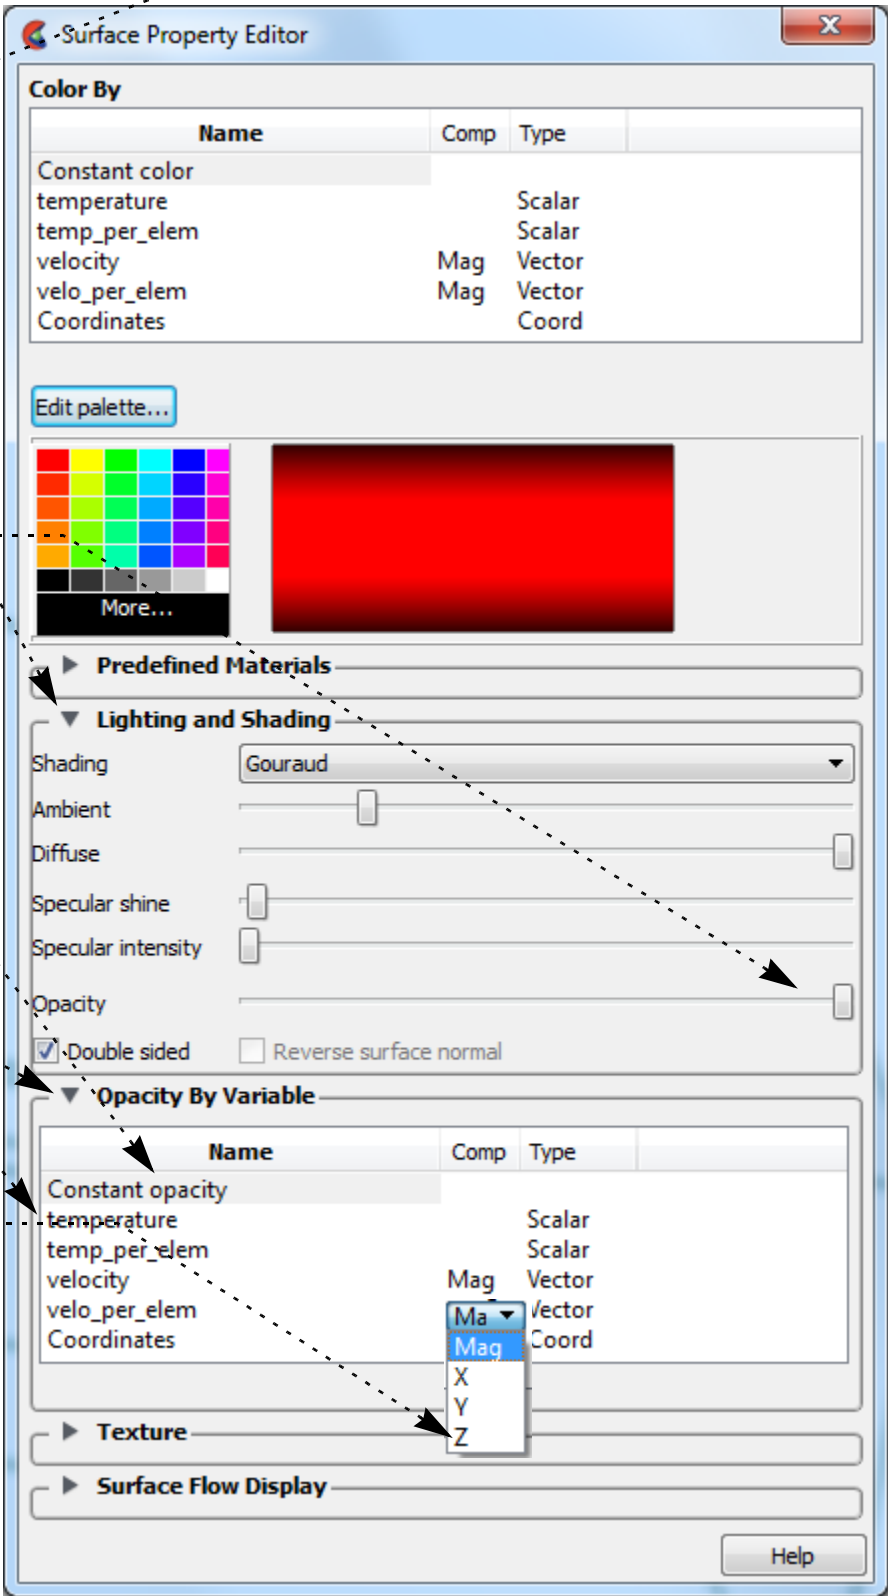 Surface Property Editor
Color By
Name Comp Type
Constant color
temperature Scalar
temp_per_elem Scalar
velocity Mag Vector
velo_per_elem Mag Vector
Coordinates Coord
Edit palette...
More...
Predefined Materials
Lighting and Shading
Shading Gouraud
Ambient
Diffuse
Specular shine
Specular intensity
Opacity
Double sided Reverse surface normal
Opacity By Variable
Name Comp Type
Constant opacity
temperature Scalar
temp_per_elem Scalar
velocity Mag Vector
velo_per_elem Ma Vector
Coordinates Mag Coord
X
Y
Texture Z
Surface Flow Display
Help